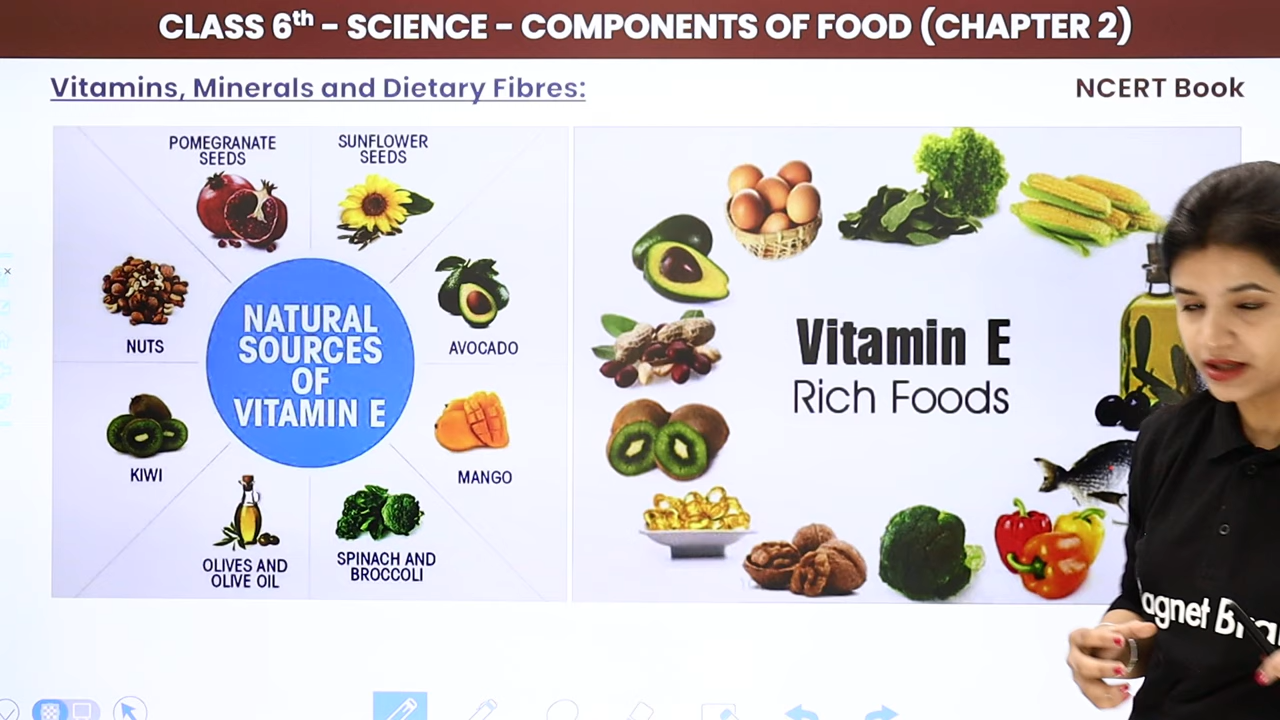 CLASS 6th - SCIENCE - COMPONENTS OF FOOD (CHAPTER 2)
Vitamins, Minerals and Dietary Fibres:
NCERT Book
POMEGRANATE
SEEDS
SUNFLOWER
SEEDS
NUTS
AVOCADO
NATURAL
SOURCES
OF
VITAMIN E
KIWI
MANGO
OLIVES AND
OLIVE OIL
SPINACH AND
BROCCOLI
Vitamin E
Rich Foods